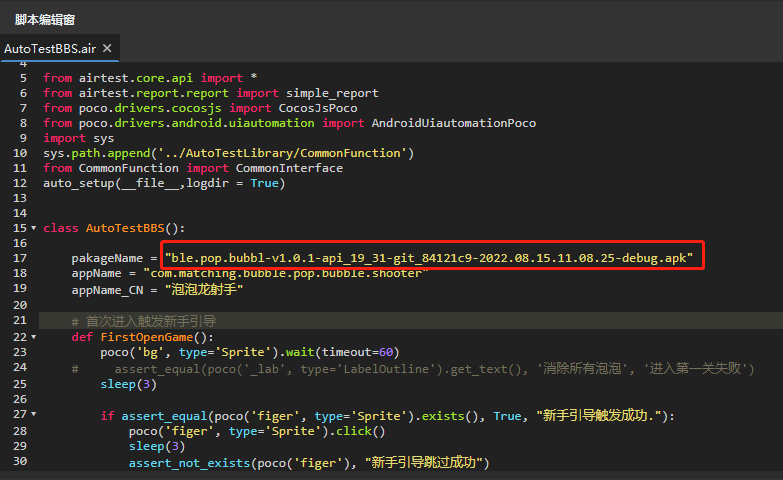 脚本编辑窗
AutoTestBBS.air ×
4
5 from airtest.core.api import *
6 from airtest.report.report import simple_report
7 from poco.drivers.cocosjs import CocosJsPoco
8 from poco.drivers.android.uiautomation import AndroidUiautomationPoco
9 import sys
10 sys.path.append('../AutoTestLibrary/CommonFunction')
11 from CommonFunction import CommonInterface
12 auto_setup(__file__,logdir = True)
13
14
15 class AutoTestBBS():
16
17 pakageName = "ble.pop.bubbl-v1.0.1-api_19_31-git_84121c9-2022.08.15.11.08.25-debug.apk"
18 appName = "com.matching.bubble.pop.bubble.shooter"
19 appName_CN = "泡泡龙射手"
20
21 # 首次进入触发新手引导
22 def FirstOpenGame():
23 poco('bg', type='Sprite').wait(timeout=60)
24 # assert_equal(poco('_lab', type='LabelOutline').get_text(), '消除所有泡泡', '进入第一关失败')
25 sleep(3)
26
27 if assert_equal(poco('figer', type='Sprite').exists(), True, "新手引导触发成功."):
28 poco('figer', type='Sprite').click()
29 sleep(3)
30 assert_not_exists(poco('figer'), "新手引导跳过成功")